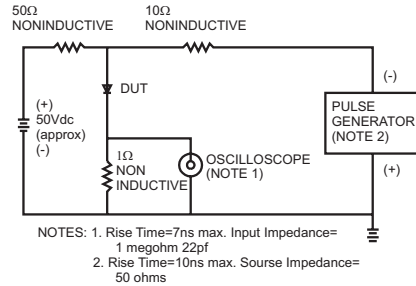 50Ω
NONINDUCTIVE
10Ω
NONINDUCTIVE
DUT
(+)
50Vdc
(approx)
(-)
1Ω
NON
INDUCTIVE
OSCILLOSCOPE
(NOTE 1)
(-)
PULSE
GENERATOR
(NOTE 2)
(+)
NOTES: 1. Rise Time=7ns max. Input Impedance=
1 megohm 22pf
2. Rise Time=10ns max. Sourse Impedance=
50 ohms